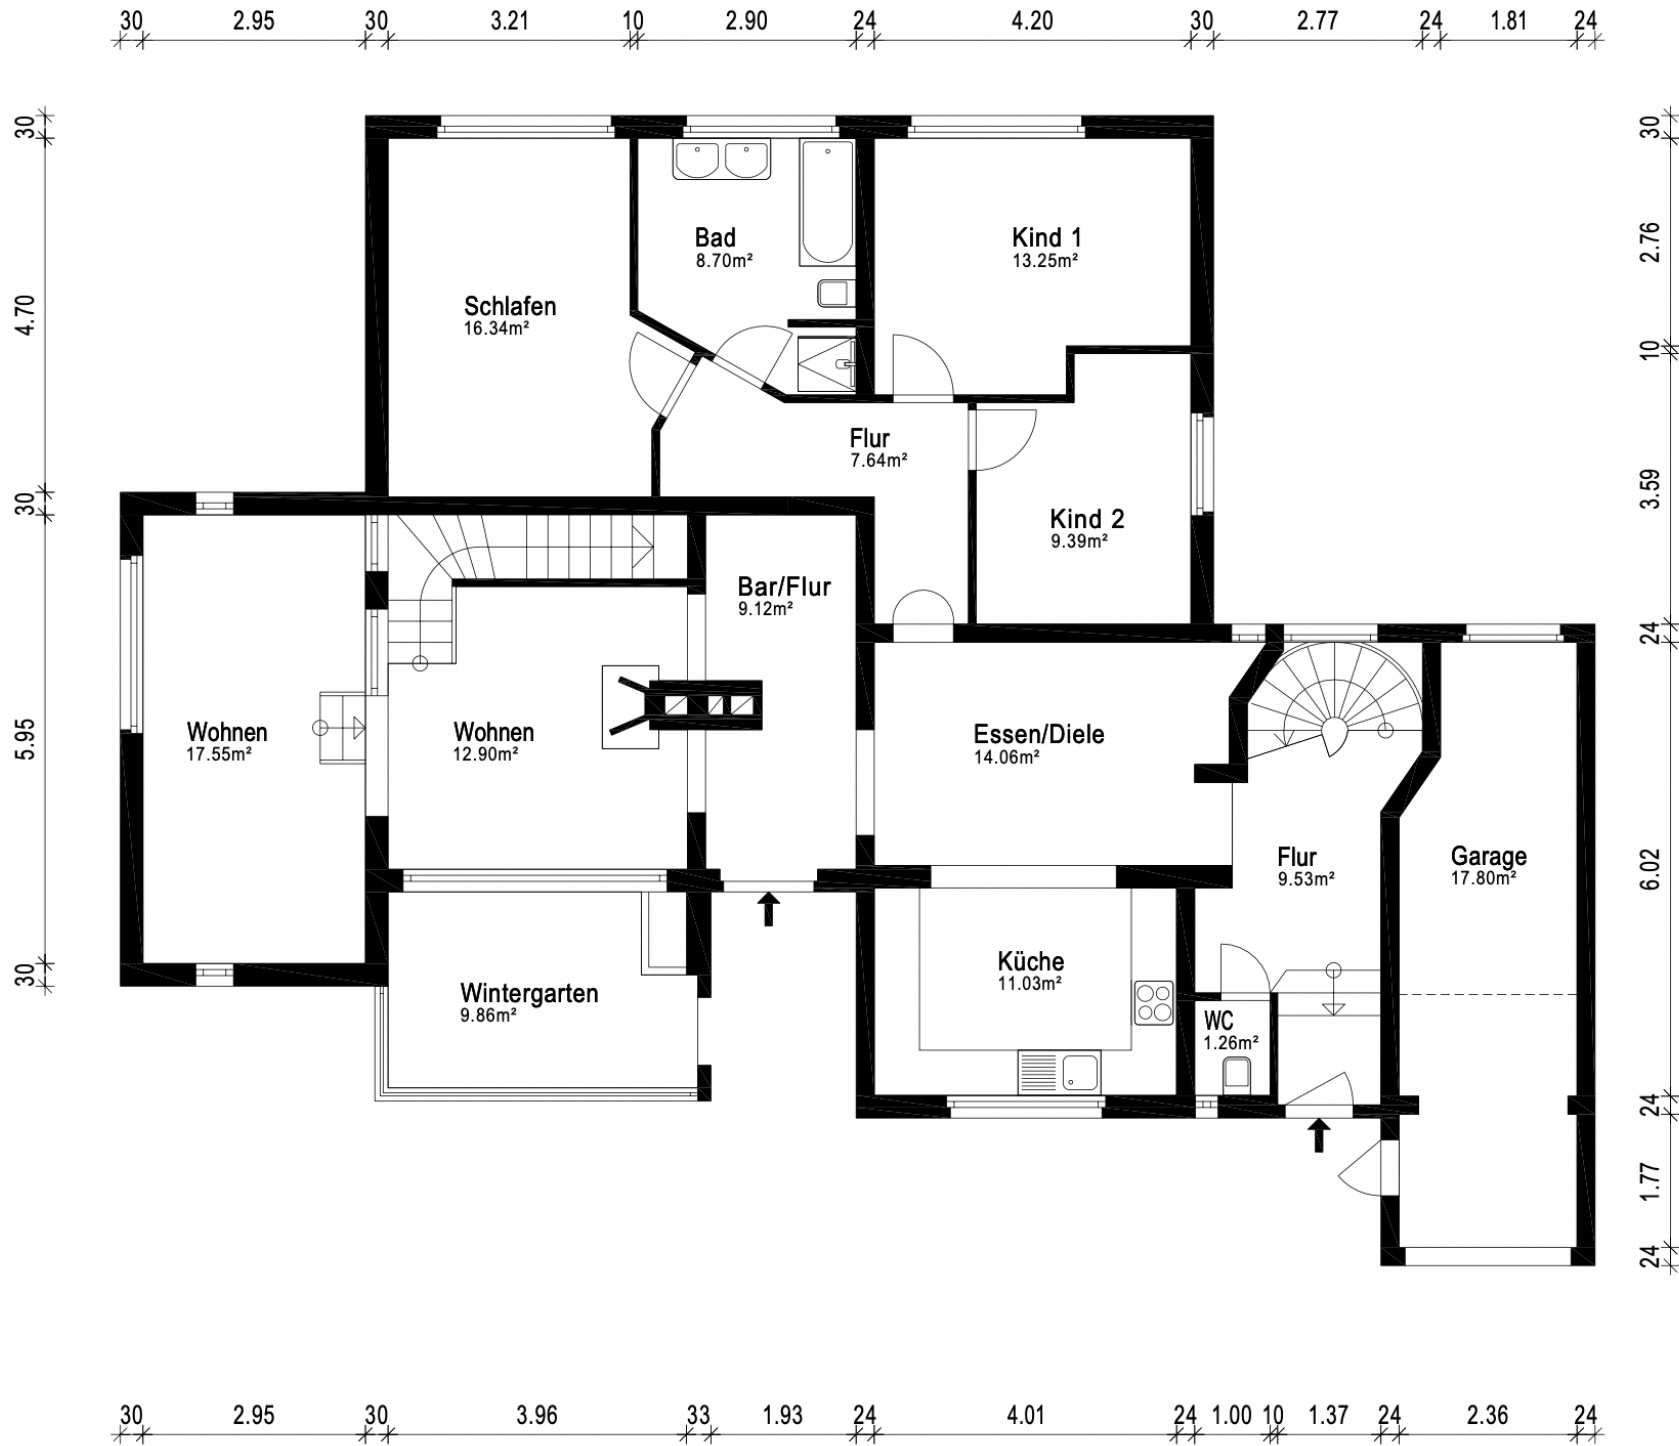 30 2.95 30 3.21 10 2.90 24 4.20 30 2.77 24 1.81 24
30
4.70
30
5.95
30
30
2.76
10
3.59
24
6.02
24
1.77
24
Bad
8.70m²
Kind 1
13.25m²
Schlafen
16.34m²
Flur
7.64m²
Kind 2
9.39m²
Bar/Flur
9.12m²
Wohnen
17.55m²
Wohnen
12.90m²
Essen/Diele
14.06m²
Flur
9.53m²
Garage
17.80m²
Küche
11.03m²
Wintergarten
9.86m²
WC
1.26m²
30 2.95 30 3.96 33 1.93 24 4.01 24 1.00 10 1.37 24 2.36 24